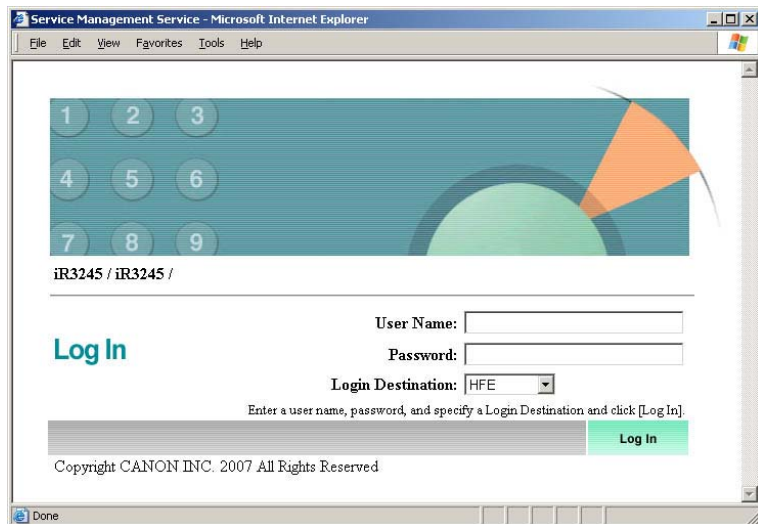 Service Management Service - Microsoft Internet Explorer
File Edit View Favorites Tools Help
1 2 3
4 5 6
7 8 9
iR3245 / iR3245 /
User Name:
Log In
Password:
Login Destination: HFE
Enter a user name, password, and specify a Login Destination and click [Log In].
Log In
Copyright CANON INC. 2007 All Rights Reserved
Done